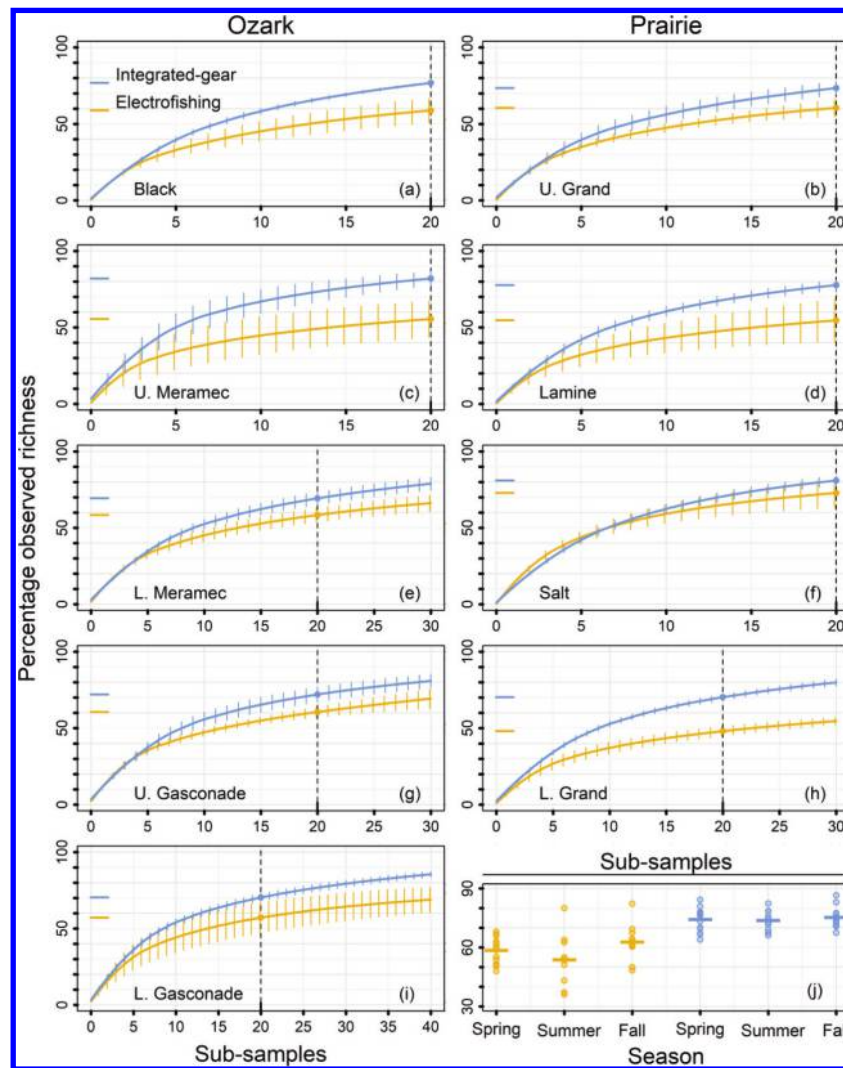 Ozark
Prairie
Percentage observed richness
Integrated-gear
Electrofishing
100
50
0
Black
(a)
0 5 10 15 20
100
50
0
U. Grand
(b)
0 5 10 15 20
100
50
0
U. Meramec
(c)
5 10 15 20
100
50
0
Lamine
(d)
5 10 15 20
100
50
0
L. Meramec
(e)
0 5 10 15 20 25 30
100
50
0
Salt
(f)
0 5 10 15 20
100
50
0
U. Gasconade
(g)
0 5 10 15 20 25 30
100
50
0
L. Grand
(h)
0 5 10 15 20 25 30
100
50
0
L. Gasconade
(i)
0 5 10 15 20 25 30 35 40
Sub-samples
Sub-samples
90
60
30
(j)
Spring Summer Fall Spring Summer Fal
Season